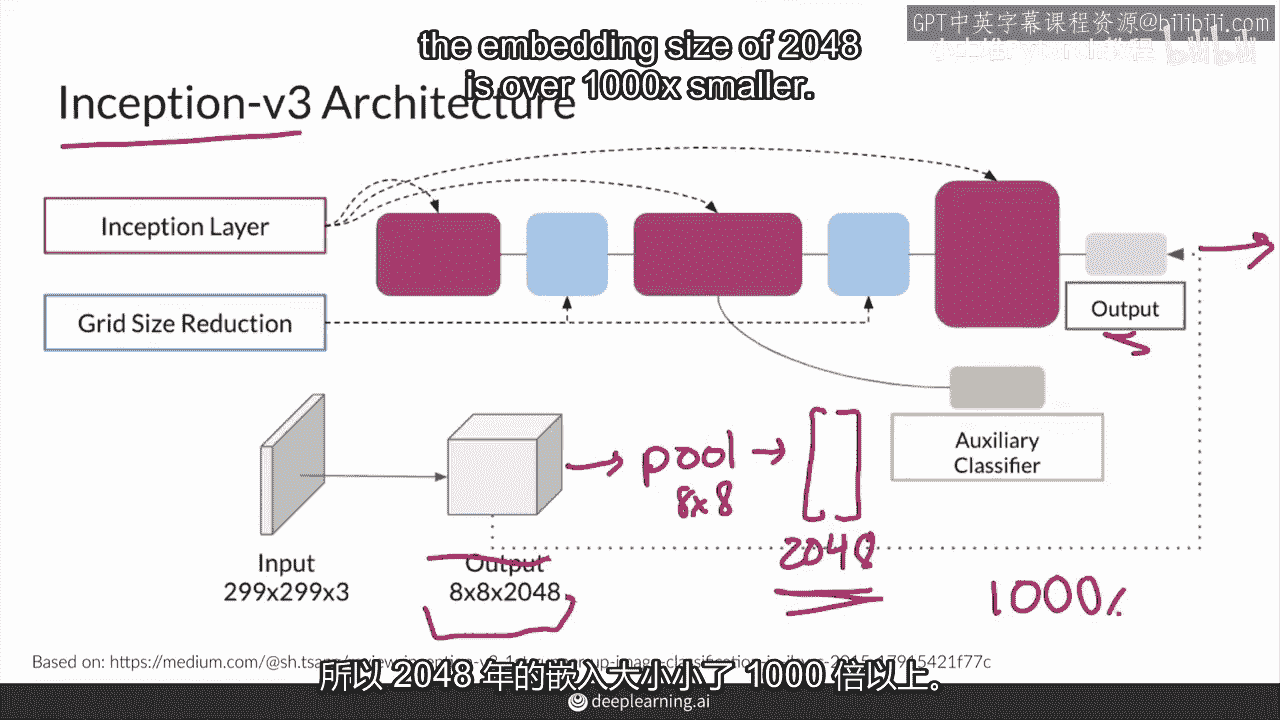 GPT中英字幕课程资源@bilibili.com
the embedding size of 2048
is over 1000x smaller.
Inception-v3 Architecture
Inception Layer
Grid Size Reduction
Output
Auxiliary
Classifier
pool
8x8
2048
1000
Input
299x299x3
Output
8x8x2048
Based on: https://medium.com/@sh.tsang
15421f77c
所以 2048 年的嵌入大小小了 1000 倍以上。
deeplearning.ai